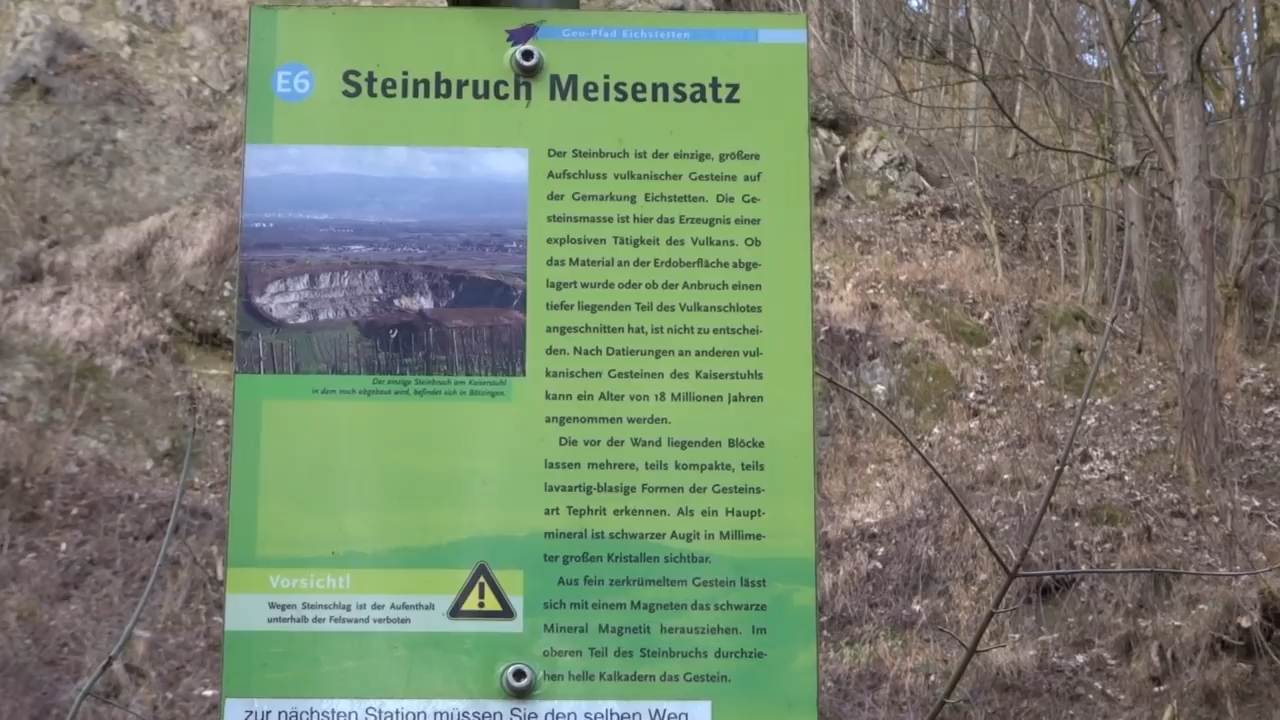 Geo-Pfad Eichstetten
E6
Steinbruch Meisensatz
Der Steinbruch ist der einzige, größere
Aufschluss vulkanischer Gesteine auf
der Gemarkung Eichstetten. Die Ge-
steinsmasse ist hier das Erzeugnis einer
explosiven Tätigkeit des Vulkans. Ob
das Material an der Erdoberfläche abge-
lagert wurde oder ob der Anbruch einen
tiefer liegenden Teil des Vulkanschlotes
angeschnitten hat, ist nicht zu entschei-
den. Nach Datierungen an anderen vul-
kanischen Gesteinen des Kaiserstuhls
kann ein Alter von 18 Millionen Jahren
angenommen werden.
Die vor der Wand liegenden Blöcke
lassen mehrere, teils kompakte, teils
lavaartig-blasige Formen der Gesteins-
art Tephrit erkennen. Als ein Haupt-
mineral ist schwarzer Augit in Millime-
ter großen Kristallen sichtbar.
Aus fein zerkrümeltem Gestein lässt
sich mit einem Magneten das schwarze
Mineral Magnetit herausziehen. Im
oberen Teil des Steinbruchs durchzie-
hen helle Kalkadern das Gestein.
Der einzige Steinbruch am Kaiserstuhl
in dem noch abgebaut wird, befindet sich in Bötzingen.
Vorsicht!
Wegen Steinschlag ist der Aufenthalt
unterhalb der Felswand verboten
zur nächsten Station müssen Sie den selben Weg